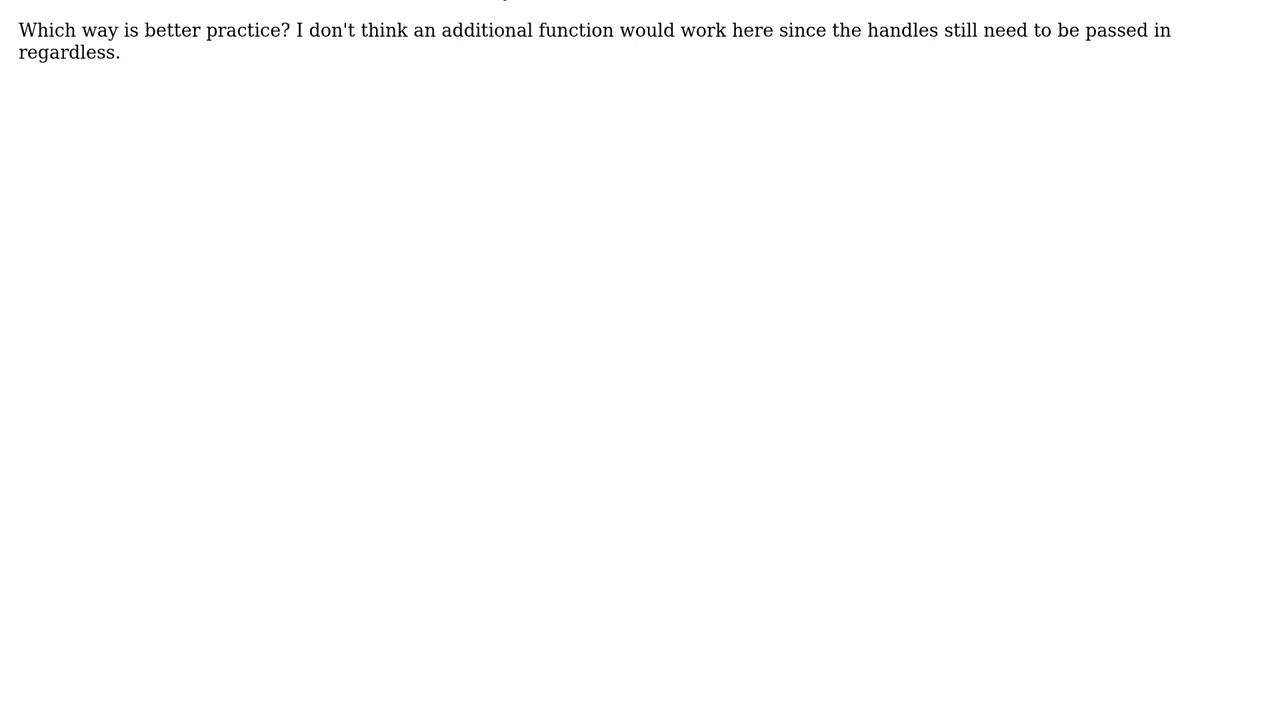 Which way is better practice? I don't think an additional function would work here since the handles still need to be passed in
regardless.